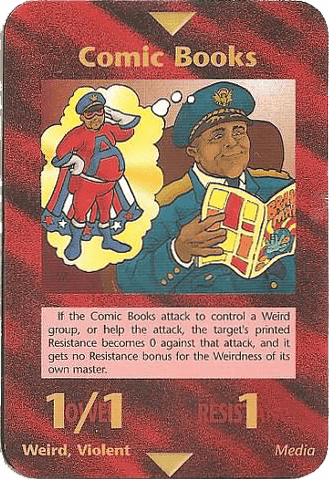 Comic Books
A
If the Comic Books attack to control a Weird
group, or help the attack, the target's printed
Resistance becomes 0 against that attack, and it
gets no Resistance bonus for the Weirdness of its
own master.
POWER RESISTANCE
1/1 1
Weird, Violent Media